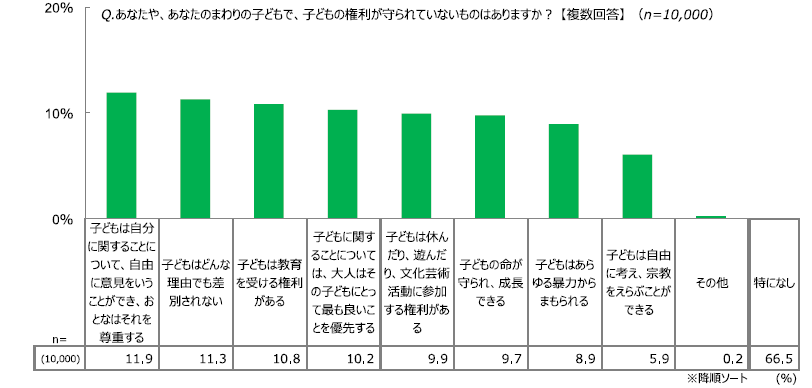 20%
Q.あなたや、あなたのまわりの子どもで、子どもの権利が守られていないものはありますか？【複数回答】（n=10,000）
10%
0%
子どもは自分
に関することに
ついて、自由
に意見をいう
ことができ、お
となはそれを
尊重する
子どもはどんな
理由でも差
別されない
子どもは教育
を受ける権利
がある
子どもに関す
ることについて
は、大人はそ
の子どもにとっ
て最も良いこ
とを優先する
子どもは休ん
だり、遊んだ
り、文化芸術
活動に参加
する権利があ
る
子どもの命が
守られ、成長
できる
子どもはあら
ゆる暴力から
まもられる
子どもは自由
に考え、宗教
をえらぶことが
できる
その他
特になし
n=
(10,000) 11.9 11.3 10.8 10.2 9.9 9.7 8.9 5.9 0.2 66.5
※降順ソート (%)